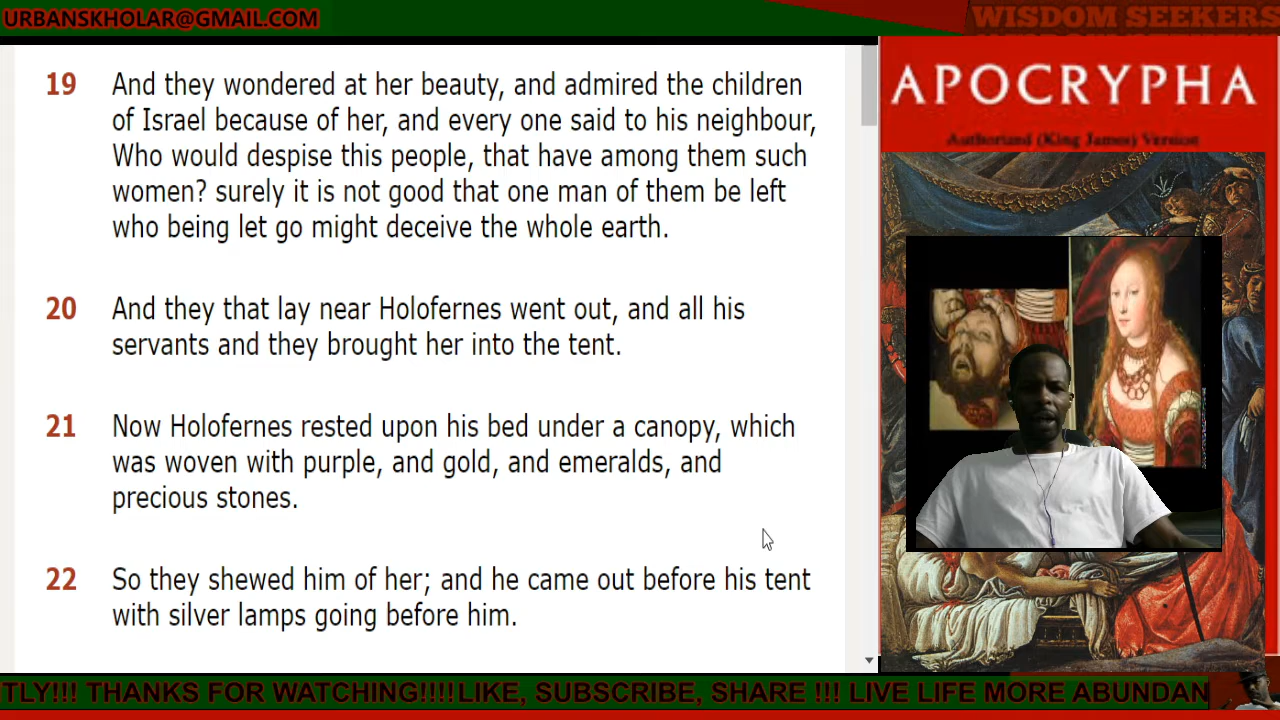 URBANSKHOLAR@GMAIL.COM
WISDOM SEEKERS
19 And they wondered at her beauty, and admired the children
of Israel because of her, and every one said to his neighbour,
Who would despise this people, that have among them such
women? surely it is not good that one man of them be left
who being let go might deceive the whole earth.
20 And they that lay near Holofernes went out, and all his
servants and they brought her into the tent.
21 Now Holofernes rested upon his bed under a canopy, which
was woven with purple, and gold, and emeralds, and
precious stones.
22 So they shewed him of her; and he came out before his tent
with silver lamps going before him.
APOCRYPHA
Authorized (King James) Version
TLY!!! THANKS FOR WATCHING!!!!LIKE, SUBSCRIBE, SHARE !!! LIVE LIFE MORE ABUNDAN